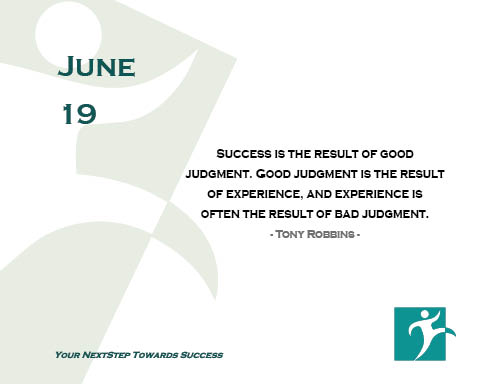 June
19
Success is the result of good
judgment. Good judgment is the result
of experience, and experience is
often the result of bad judgment.
- Tony Robbins -
Your NextStep Towards Success